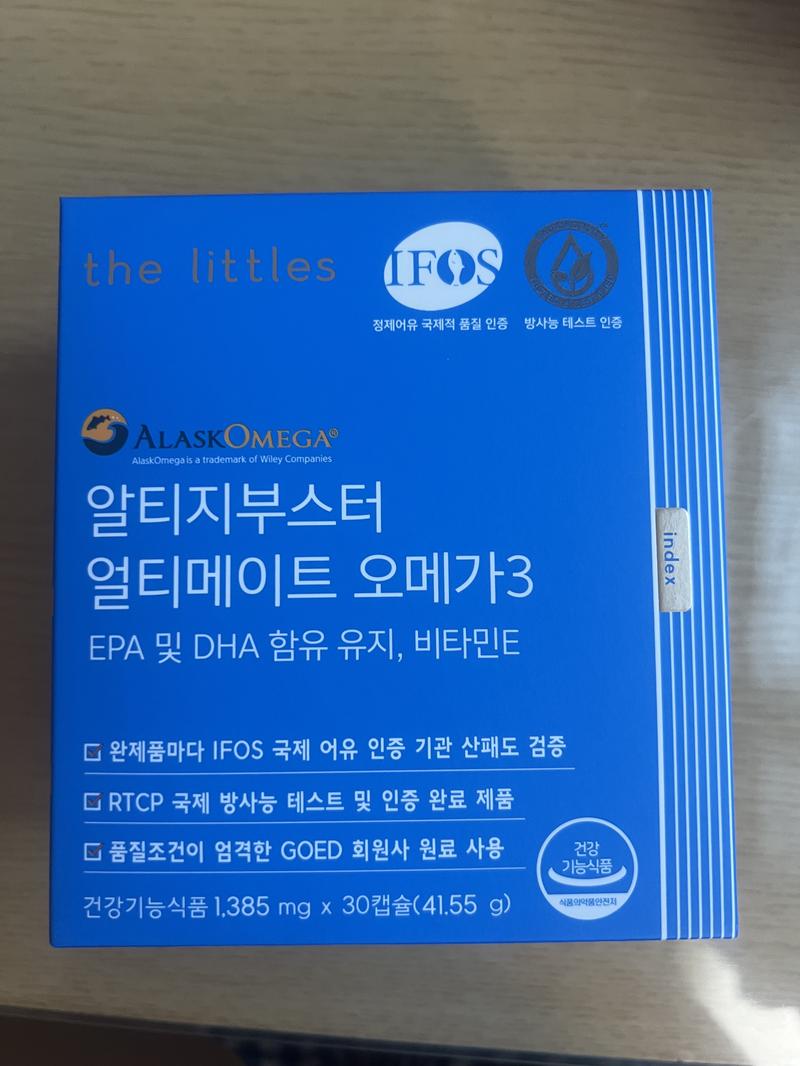 the littles
IFOS
정제어유 국제적 품질 인증
방사능 테스트 인증
ALASKOMEGA®
AlaskOmega is a trademark of Wiley Companies
알티지부스터
얼티메이트 오메가3
EPA 및 DHA 함유 유지, 비타민E
index
완제품마다 IFOS 국제 어유 인증 기관 산패도 검증
RTCP 국제 방사능 테스트 및 인증 완료 제품
품질조건이 엄격한 GOED 회원사 원료 사용
건강
기능식품
식품의약품안전처
건강기능식품 1,385 mg x 30캡슐(41.55 g)